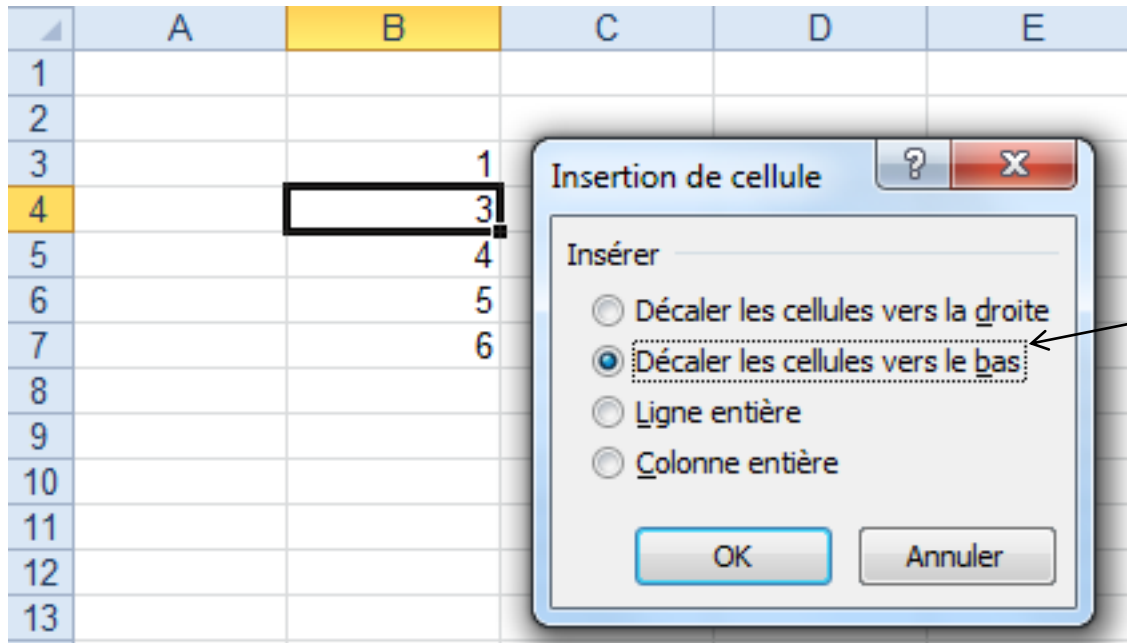 A B C D E
1
2
3 1
4 3
5 4
6 5
7 6
8
9
10
11
12
13
Insertion de cellule ? X
Insérer
Décaler les cellules vers la droite
Décaler les cellules vers le bas
Ligne entière
Colonne entière
OK Annuler